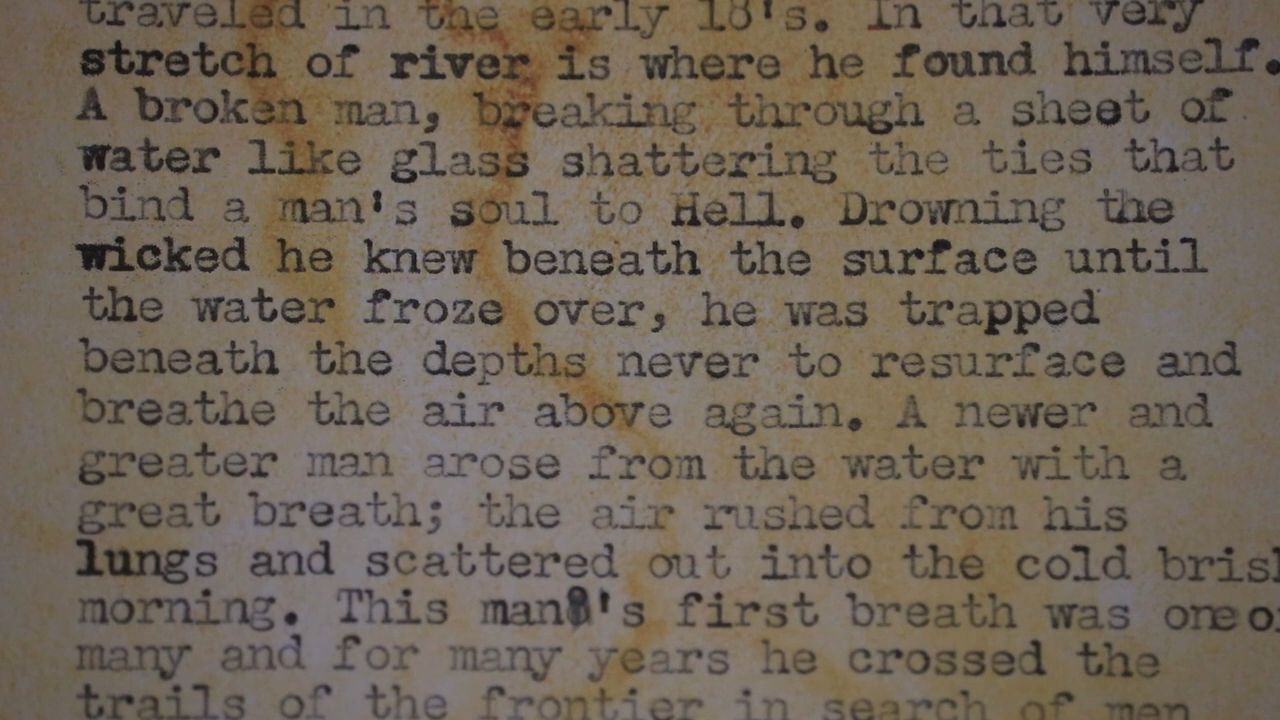 traveled in the early 18's. In that very
stretch of river is where he found himself.
A broken man, breaking through a sheet of
water like glass shattering the ties that
bind a man's soul to Hell. Drowning the
wicked he knew beneath the surface until
the water froze over, he was trapped
beneath the depths never to resurface and
breathe the air above again. A newer and
greater man arose from the water with a
great breath; the air rushed from his
lungs and scattered out into the cold
morning. This man's first breath was one
many and for many years he crossed the
trails of the frontier in search of men